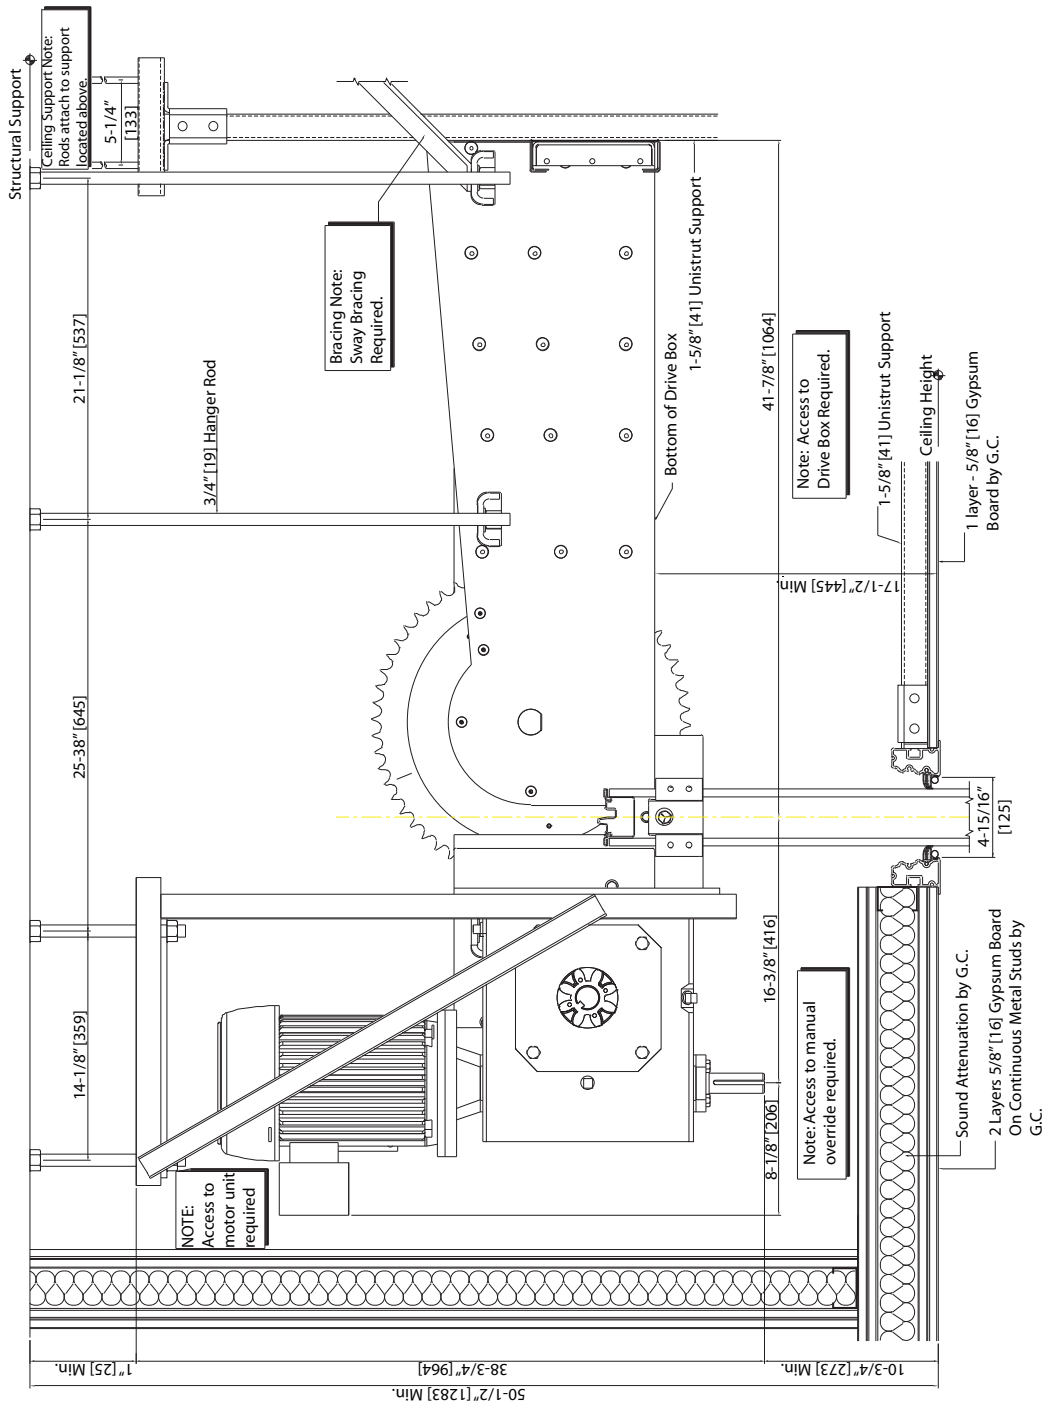 Structural Support
Ceiling Support Note:
Rods attach to support
located above.
5-1/4"
[133]
21-1/8" [537]
25-38" [645]
14-1/8" [359]
3/4" [19] Hanger Rod
Bracing Note:
Sway Bracing
Required.
NOTE:
Access to
motor unit
required
Bottom of Drive Box
1-5/8" [41] Unistrut Support
41-7/8" [1064]
16-3/8" [416]
8-1/8" [206]
Note: Access to
Drive Box Required.
Note: Access to manual
override required.
17-1/2" [445] Min.
1-5/8" [41] Unistrut Support
Ceiling Height
1 layer - 5/8" [16] Gypsum
Board by G.C.
4-15/16"
[125]
Sound Attenuation by G.C.
2 Layers 5/8" [16] Gypsum Board
On Continuous Metal Studs by
G.C.
1" [25] Min.
38-3/4" [964]
10-3/4" [273] Min.
50-1/2" [1283] Min.